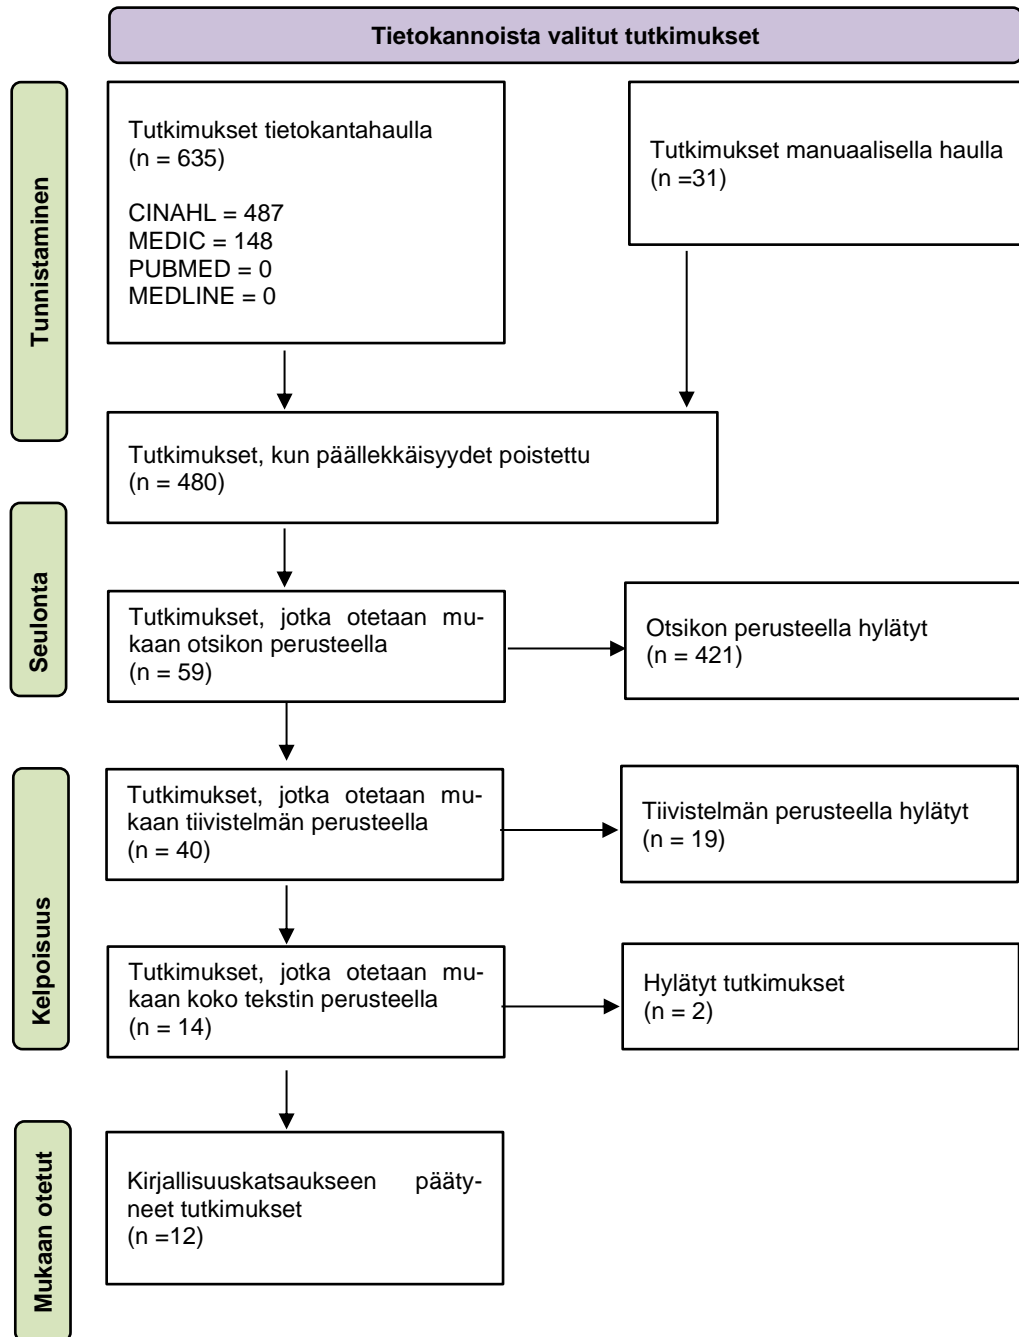 Tietokannoista valitut tutkimukset
Tunnistaminen
Tutkimukset tietokantahaulla
(n = 635)
CINAHL = 487
MEDIC = 148
PUBMED = 0
MEDLINE = 0
Tutkimukset manuaalisella haulla
(n =31)
Tutkimukset, kun päällekkäisyydet poistettu
(n = 480)
Seulonta
Tutkimukset, jotka otetaan mu-
kaan otsikon perusteella
(n = 59)
Otsikon perusteella hylätyt
(n = 421)
Kelpoisuus
Tutkimukset, jotka otetaan mu-
kaan tiivistelmän perusteella
(n = 40)
Tiivistelmän perusteella hylätyt
(n = 19)
Tutkimukset, jotka otetaan mu-
kaan koko tekstin perusteella
(n = 14)
Hylätyt tutkimukset
(n = 2)
Mukaan otetut
Kirjallisuuskatsaukseen pääty-
neet tutkimukset
(n =12)